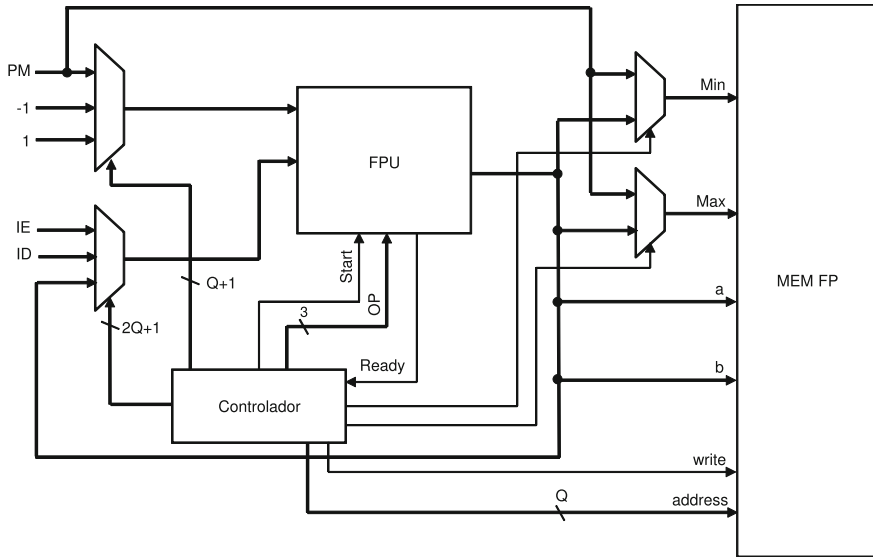 PM
-1
1
IE
ID
FPU
Start
OP
3
Q+1
2Q+1
Ready
Controlador
Min
Max
a
b
write
address
Q
MEM FP